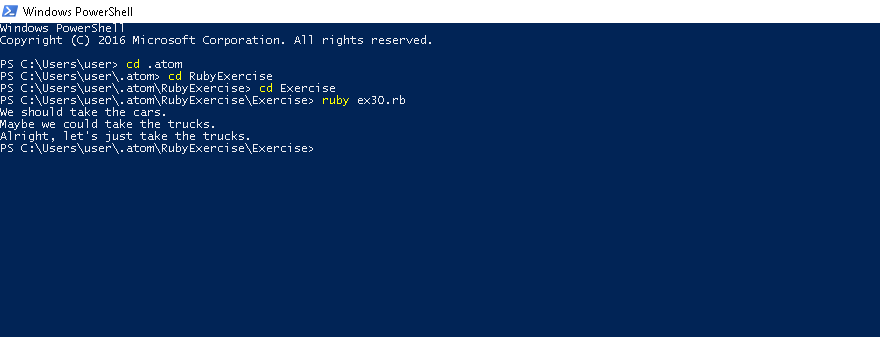 Windows PowerShell
Windows PowerShell
Copyright (C) 2016 Microsoft Corporation. All rights reserved.
PS C:\Users\user> cd .atom
PS C:\Users\user\.atom> cd RubyExercise
PS C:\Users\user\.atom\RubyExercise> cd Exercise
PS C:\Users\user\.atom\RubyExercise\Exercise> ruby ex30.rb
We should take the cars.
Maybe we could take the trucks.
Alright, let's just take the trucks.
PS C:\Users\user\.atom\RubyExercise\Exercise>